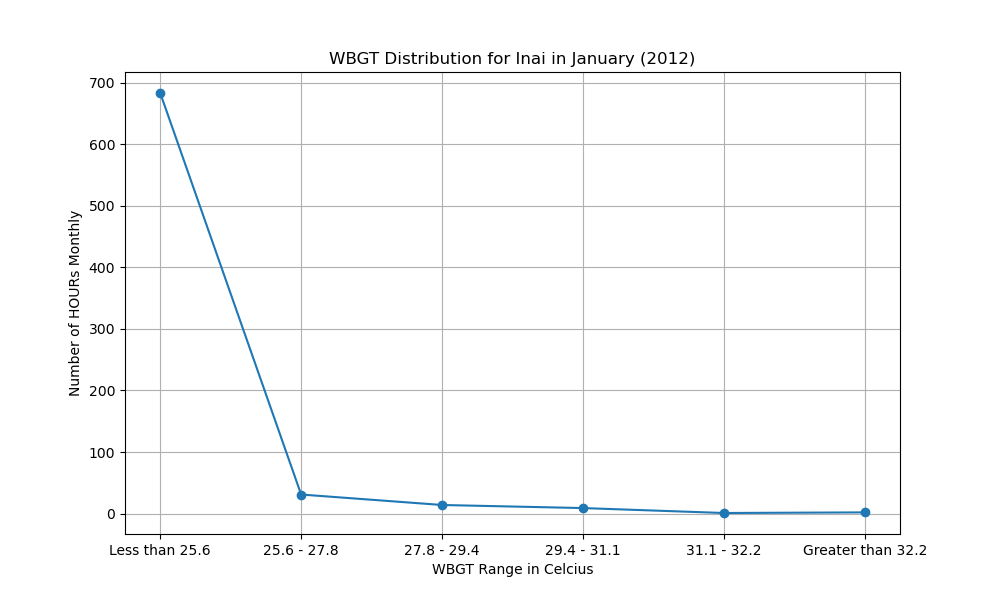 WBGT Distribution for Inai in January (2012)
Number of HOURs Monthly
700
600
500
400
300
200
100
0
Less than 25.6
25.6 - 27.8
27.8 - 29.4
29.4 - 31.1
31.1 - 32.2
Greater than 32.2
WBGT Range in Celcius